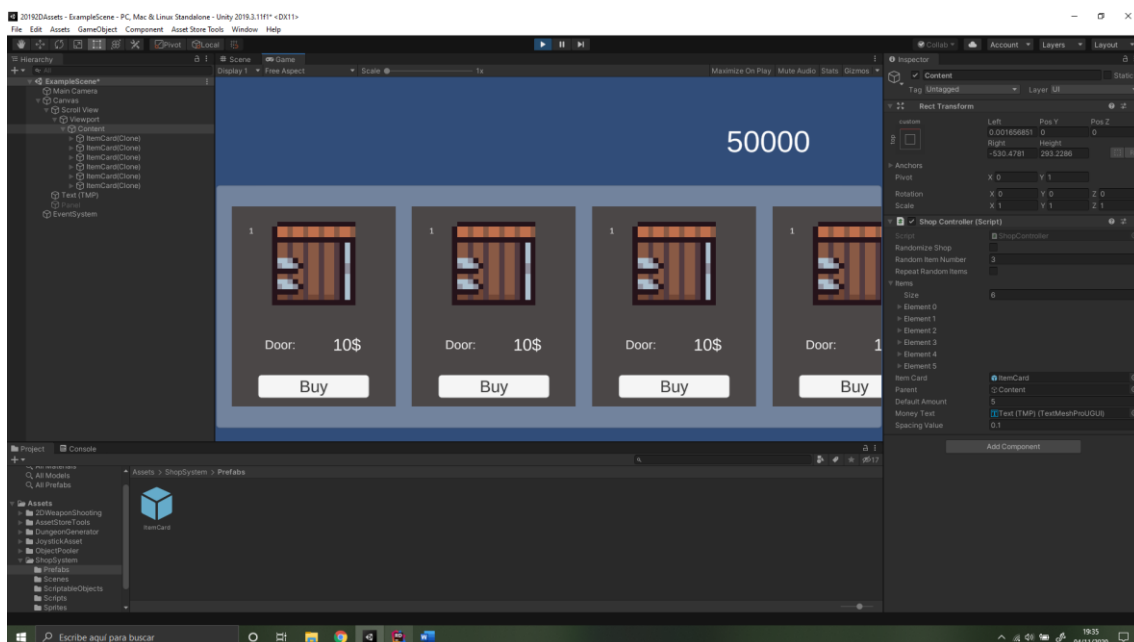 20192DAssets - ExampleScene - PC, Mac & Linux Standalone - Unity 2019.3.11f1* <DX11>
File Edit Assets GameObject Component Asset Store Tools Window Help
Pivot Local Collab Account Layers Layout
Hierarchy
All
ExampleScene*
Main Camera
Canvas
Scroll View
Viewport
Content
ItemCard(Clone)
ItemCard(Clone)
ItemCard(Clone)
ItemCard(Clone)
ItemCard(Clone)
ItemCard(Clone)
Text (TMP)
Panel
EventSystem
Scene Game
Display 1 Free Aspect Scale 1x Maximize On Play Mute Audio Stats Gizmos
50000
1 1 1 1
Door: 10$ Door: 10$ Door: 10$ Door: 1
Buy Buy Buy Buy
Inspector
Content Static
Tag Untagged Layer UI
Rect Transform
custom Left Pos Y Pos Z
top 0.001656851 0 0
Right Height
-530.4781 293.2286
Anchors
Pivot X 0 Y 1
Rotation X 0 Y 0 Z 0
Scale X 1 Y 1 Z 1
Shop Controller (Script)
Script ShopController
Randomize Shop
Random Item Number 3
Repeat Random Items
Items
Size 6
Element 0
Element 1
Element 2
Element 3
Element 4
Element 5
Item Card ItemCard
Parent Content
Default Amount 5
Money Text Text (TMP) (TextMeshProUGUI)
Spacing Value 0.1
Add Component
Project Console
17
All Materials
All Models
All Prefabs
Assets
2DWeaponShooting
AssetStoreTools
DungeonGenerator
JoystickAsset
ObjectPooler
ShopSystem
Prefabs
Scenes
ScriptableObjects
Scripts
Sprites
Assets > ShopSystem > Prefabs
ItemCard
Escribe aquí para buscar
19:35
04/11/2020